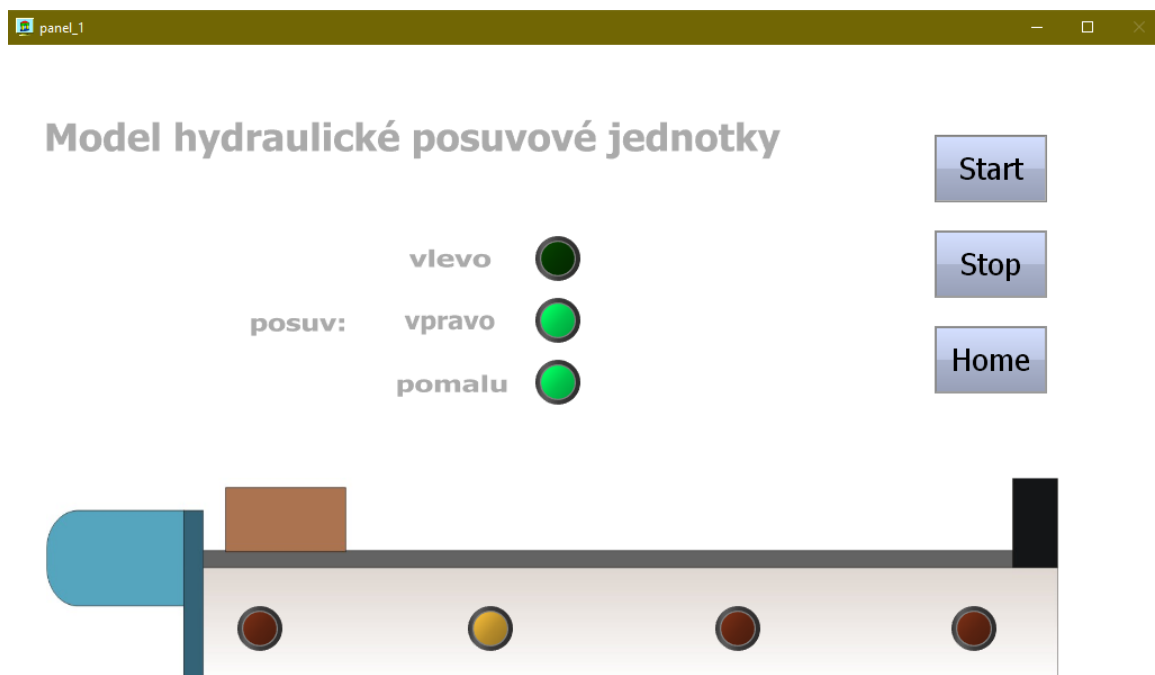 panel_1
Model hydraulické posuvové jednotky
Start
vlevo
Stop
posuv: vpravo
pomalu
Home